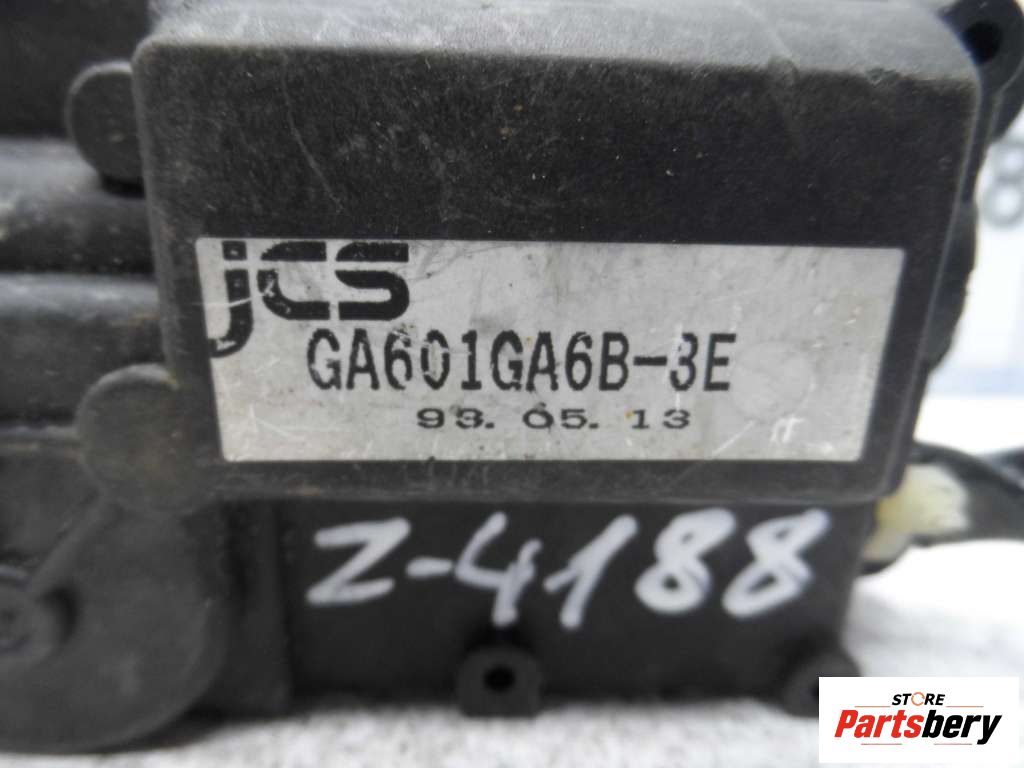 jCS
GA601GA6B-3E
93. 05. 13
Z-4188
STORE
Partsbery